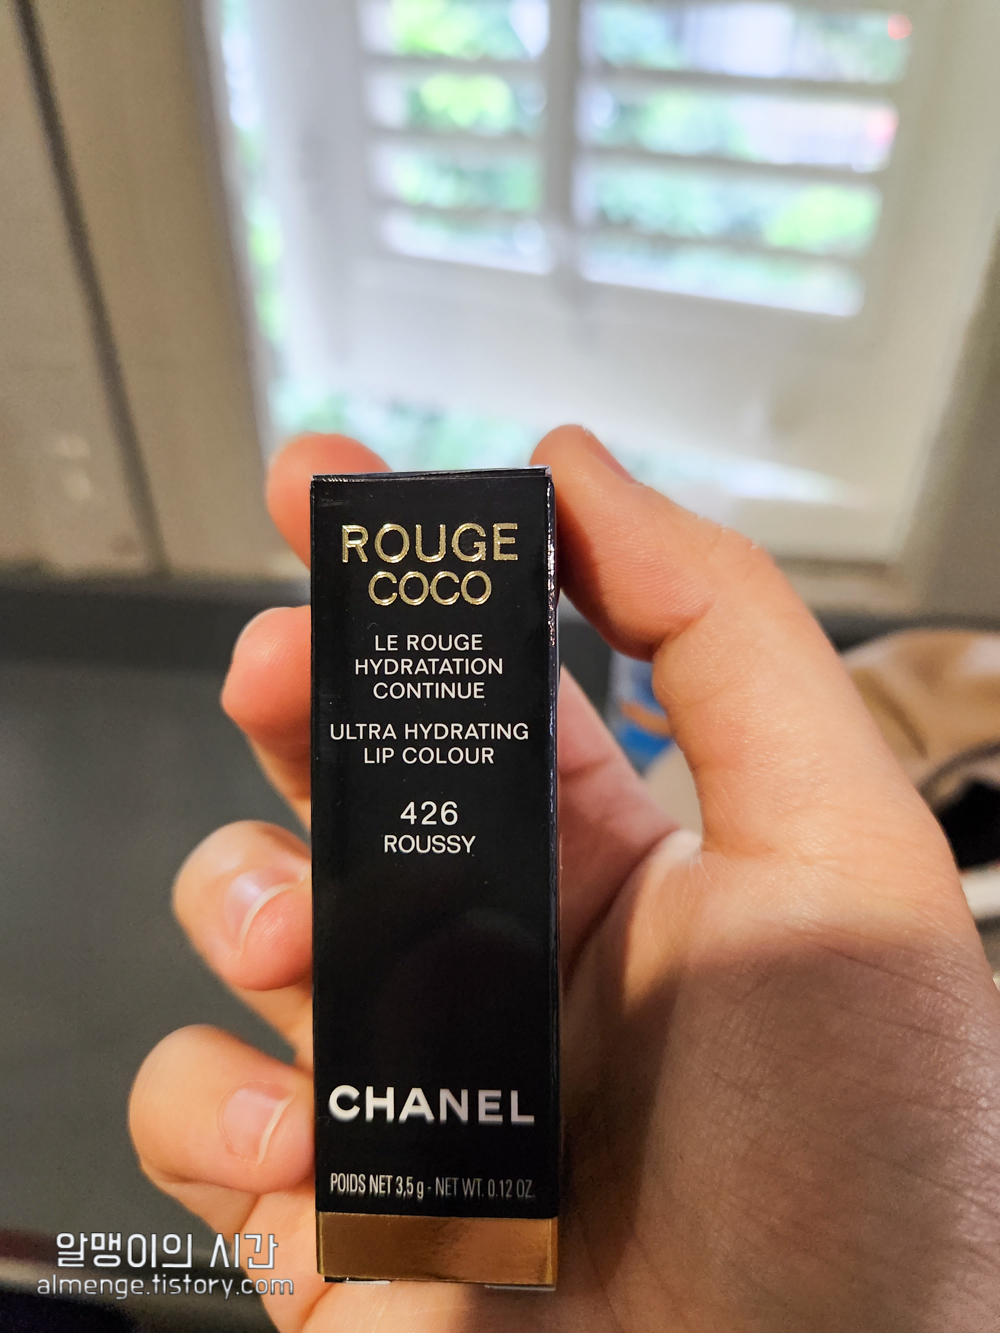 ROUGE
COCO
LE ROUGE
HYDRATATION
CONTINUE
ULTRA HYDRATING
LIP COLOUR
426
ROUSSY
CHANEL
POIDS NET 3,5 g - NET WT. 0.12 OZ.
알맹이의 시간
almenge.tistory.com